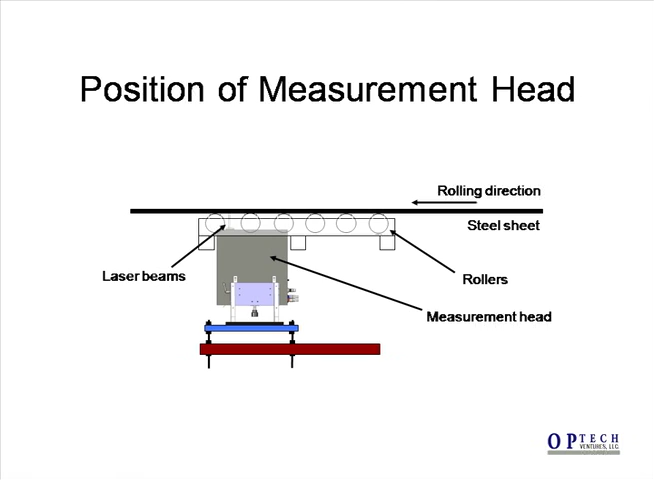 Position of Measurement Head
Rolling direction
Steel sheet
Laser beams
Rollers
Measurement head
OPTECH
VENTURES, LLC